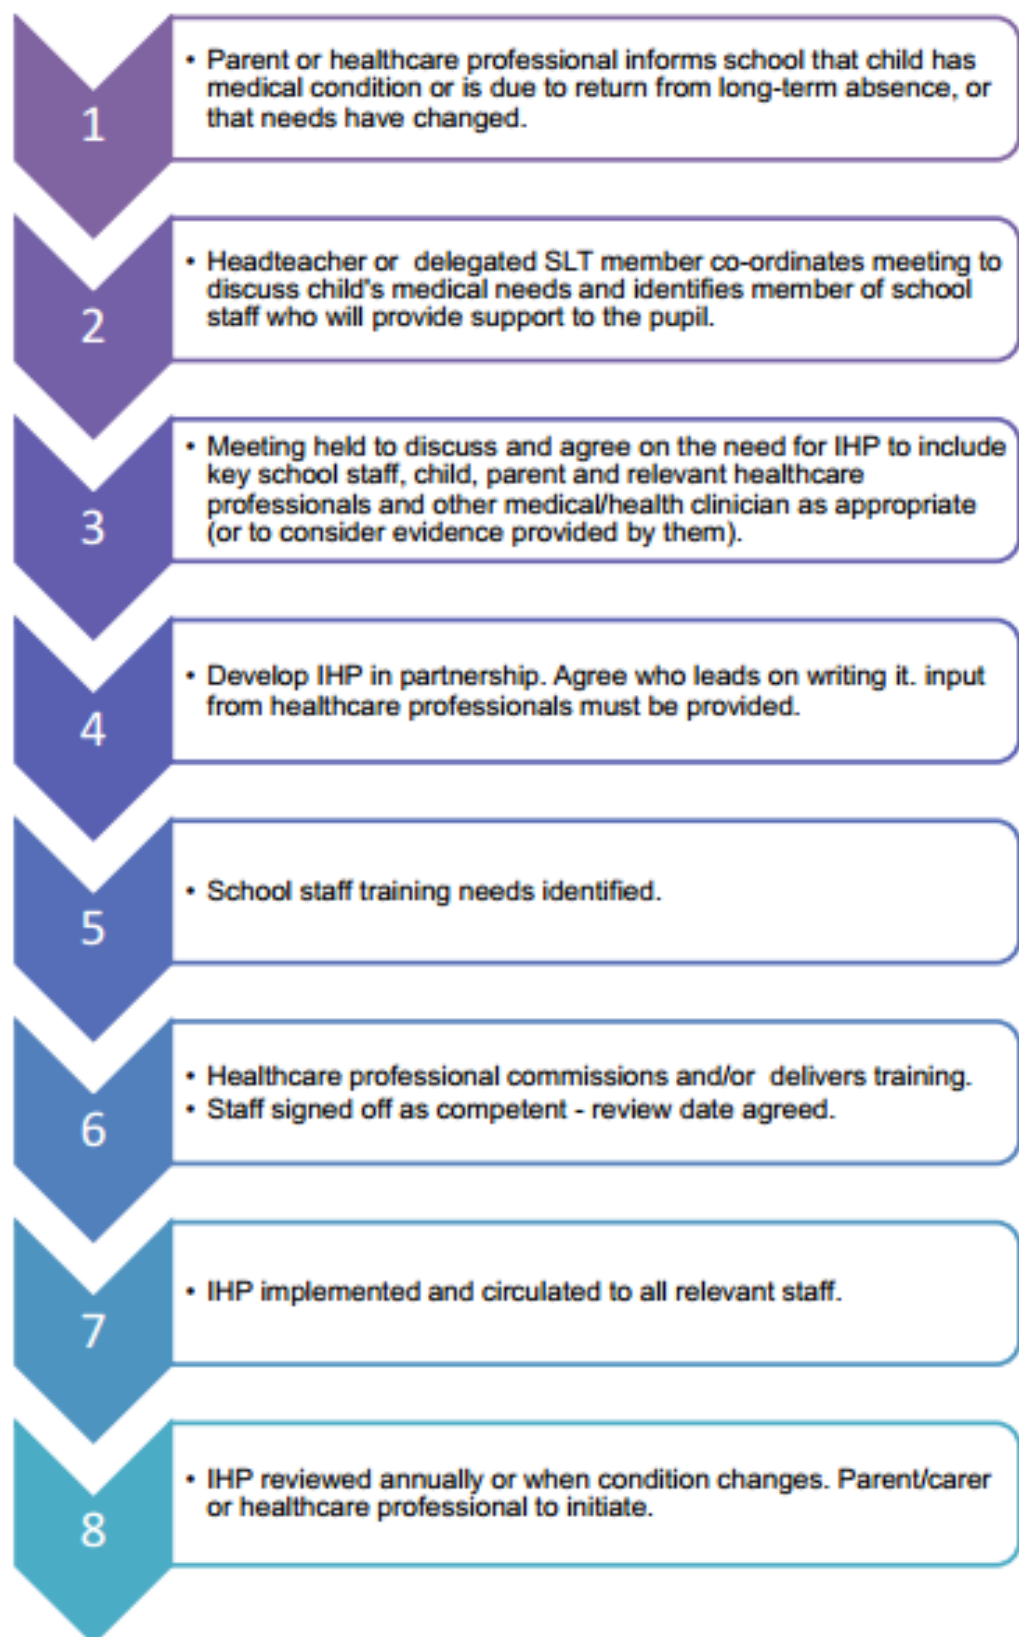 1
• Parent or healthcare professional informs school that child has
medical condition or is due to return from long-term absence, or
that needs have changed.
2
• Headteacher or delegated SLT member co-ordinates meeting to
discuss child's medical needs and identifies member of school
staff who will provide support to the pupil.
3
• Meeting held to discuss and agree on the need for IHP to include
key school staff, child, parent and relevant healthcare
professionals and other medical/health clinician as appropriate
(or to consider evidence provided by them).
4
• Develop IHP in partnership. Agree who leads on writing it. input
from healthcare professionals must be provided.
5
• School staff training needs identified.
6
• Healthcare professional commissions and/or delivers training.
• Staff signed off as competent - review date agreed.
7
• IHP implemented and circulated to all relevant staff.
8
• IHP reviewed annually or when condition changes. Parent/carer
or healthcare professional to initiate.